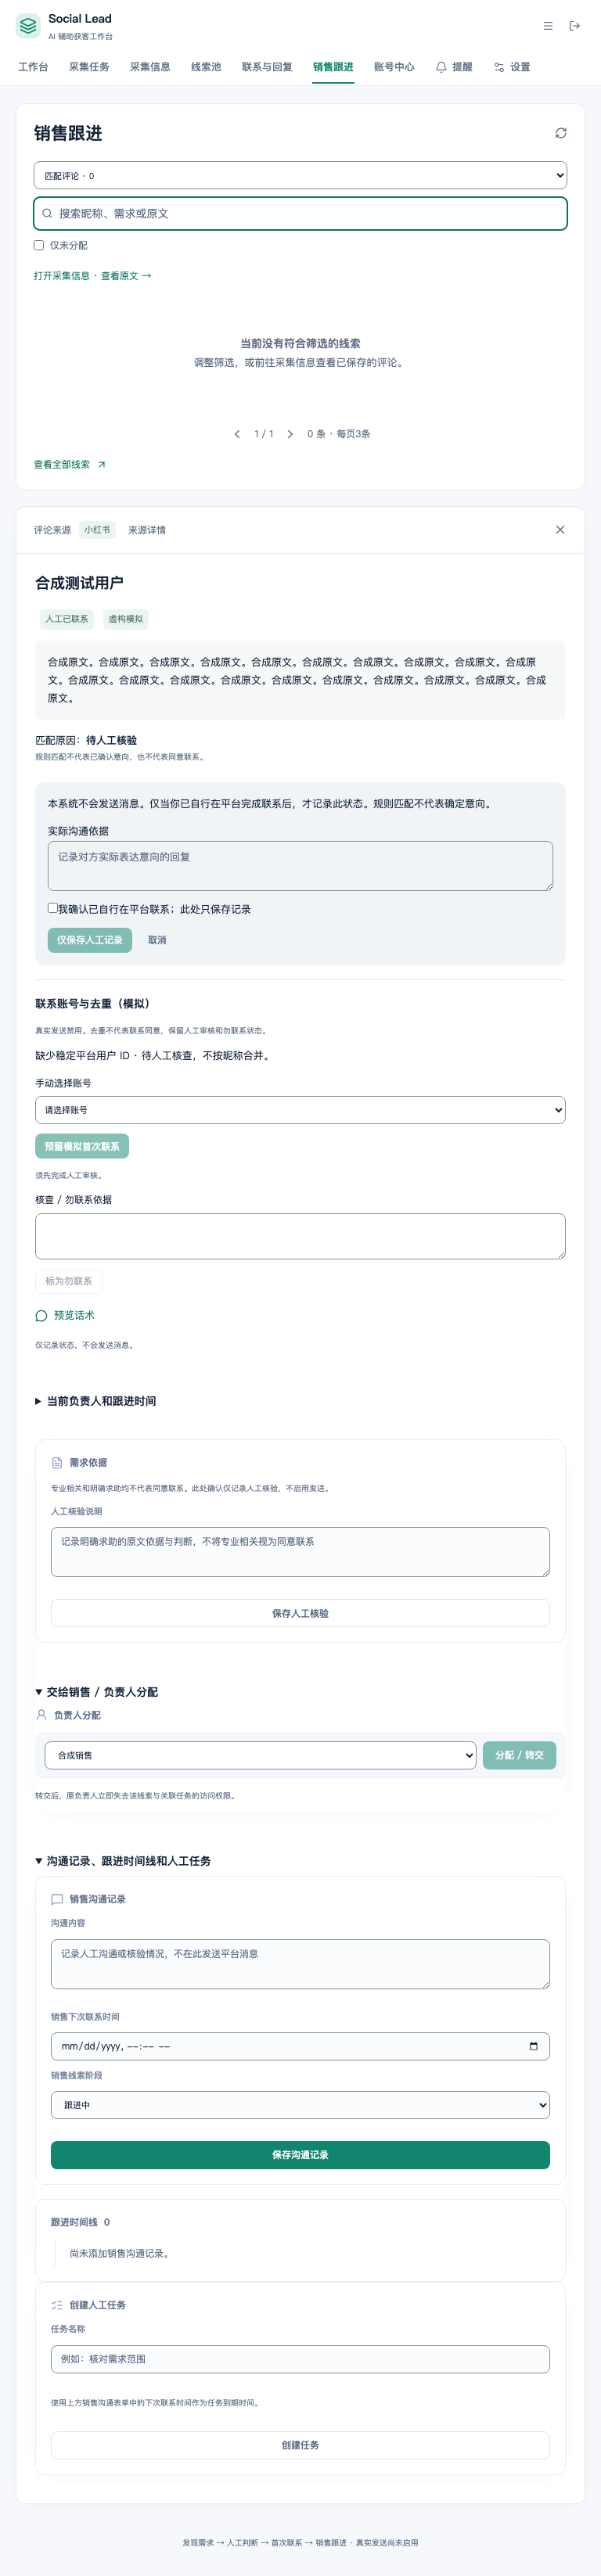 Social Lead
AI 辅助获客工作台
工作台 采集任务 采集信息 线索池 联系与回复 销售跟进 账号中心 提醒 设置
销售跟进
匹配评论 · 0
搜索昵称、需求或原文
仅未分配
打开采集信息 · 查看原文 →
当前没有符合筛选的线索
调整筛选，或前往采集信息查看已保存的评论。
1 / 1 0 条 · 每页3条
查看全部线索
评论来源 小红书 来源详情
合成测试用户
人工已联系 虚构模拟
合成原文。合成原文。合成原文。合成原文。合成原文。合成原文。合成原文。合成原文。合成原文。合成原
文。合成原文。合成原文。合成原文。合成原文。合成原文。合成原文。合成原文。合成原文。合成原文。合成
原文。
匹配原因：待人工核验
规则匹配不代表已确认意向，也不代表同意联系。
本系统不会发送消息。仅当你已自行在平台完成联系后，才记录此状态。规则匹配不代表确定意向。
实际沟通依据
记录对方实际表达意向的回复
我确认已自行在平台联系；此处只保存记录
仅保存人工记录 取消
联系账号与去重（模拟）
真实发送禁用。去重不代表联系同意，保留人工审核和勿联系状态。
缺少稳定平台用户 ID · 待人工核查，不按昵称合并。
手动选择账号
请选择账号
预留模拟首次联系
须先完成人工审核。
核查 / 勿联系依据
标为勿联系
预览话术
仅记录状态，不会发送消息。
当前负责人和跟进时间
需求依据
专业相关和明确求助均不代表同意联系。此处确认仅记录人工核验，不启用发送。
人工核验说明
记录明确求助的原文依据与判断，不将专业相关视为同意联系
保存人工核验
交给销售 / 负责人分配
负责人分配
合成销售 分配 / 转交
转交后，原负责人立即失去该线索与关联任务的访问权限。
沟通记录、跟进时间线和人工任务
销售沟通记录
沟通内容
记录人工沟通或核验情况，不在此发送平台消息
销售下次联系时间
mm/dd/yyyy, --:-- --
销售线索阶段
跟进中
保存沟通记录
跟进时间线 0
尚未添加销售沟通记录。
创建人工任务
任务名称
例如：核对需求范围
使用上方销售沟通表单中的下次联系时间作为任务到期时间。
创建任务
发现需求 → 人工判断 → 首次联系 → 销售跟进 · 真实发送尚未启用